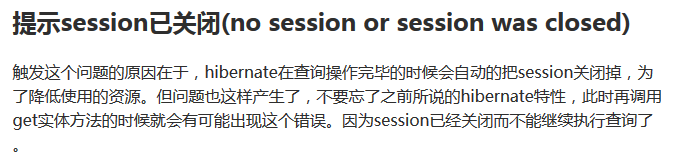 提示session已关闭(no session or session was closed)
触发这个问题的原因在于，hibernate在查询操作完毕的时候会自动的把session关闭掉，为
了降低使用的资源。但问题也这样产生了，不要忘了之前所说的hibernate特性，此时再调用
get实体方法的时候就会有可能出现这个错误。因为session已经关闭而不能继续执行查询了
。